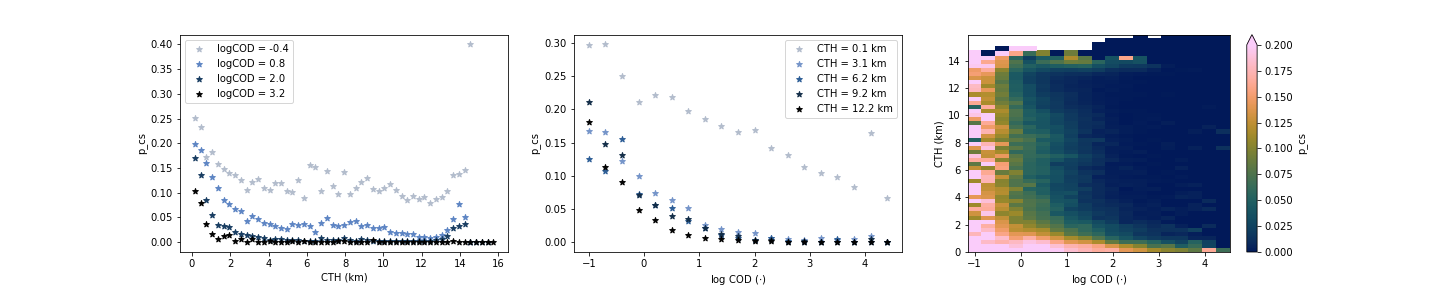 0.40
0.35
0.30
0.25
0.20
0.15
0.10
0.05
0.00
p_cs
logCOD = -0.4
logCOD = 0.8
logCOD = 2.0
logCOD = 3.2
0 2 4 6 8 10 12 14 16
CTH (km)
0.30
0.25
0.20
0.15
0.10
0.05
0.00
p_cs
CTH = 0.1 km
CTH = 3.1 km
CTH = 6.2 km
CTH = 9.2 km
CTH = 12.2 km
−1 0 1 2 3 4
log COD (·)
14
12
10
8
6
4
2
0
CTH (km)
−1 0 1 2 3 4
log COD (·)
0.200
0.175
0.150
0.125
0.100
0.075
0.050
0.025
0.000
p_cs